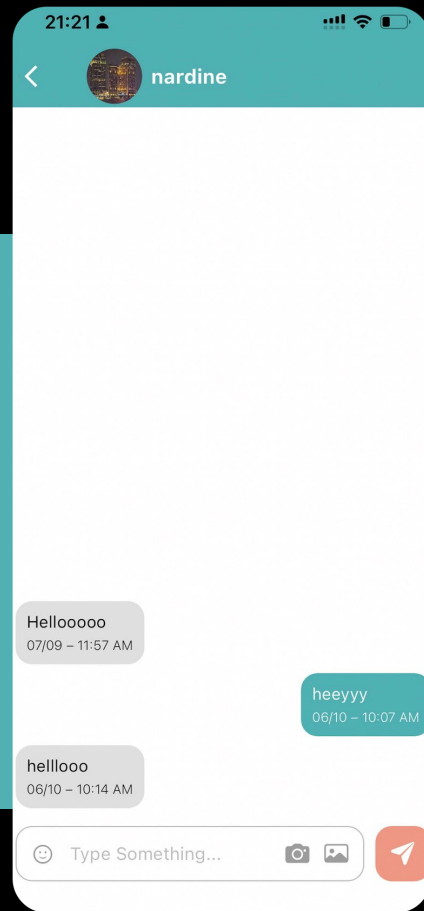 21:21
nardine
Hellooooo
07/09 – 11:57 AM
heeyyy
06/10 – 10:07 AM
helllooo
06/10 – 10:14 AM
Type Something...